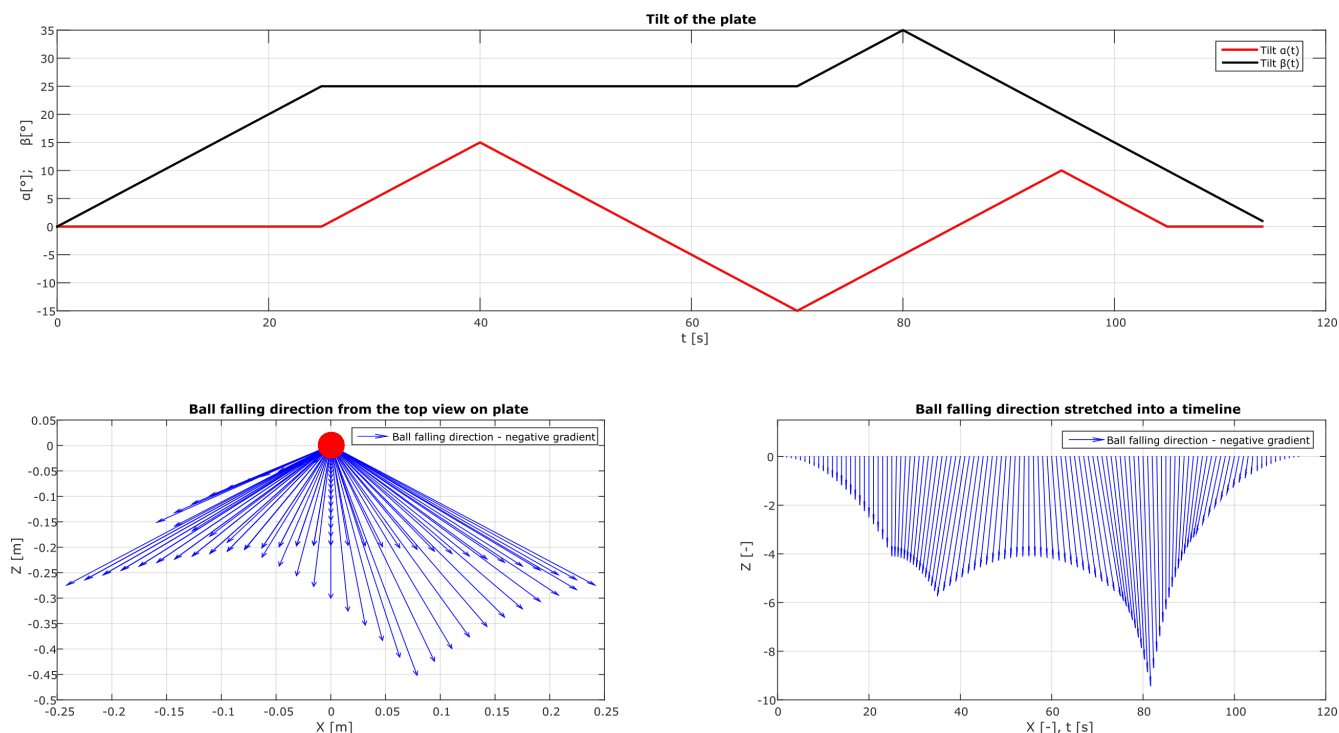 Tilt of the plate
35
30
25
20
15
10
5
0
-5
-10
-15
α[°]; β[°]
Tilt α(t)
Tilt β(t)
0 20 40 60 80 100 120
t [s]
Ball falling direction from the top view on plate
0.05
0
-0.05
-0.1
-0.15
-0.2
-0.25
-0.3
-0.35
-0.4
-0.45
-0.5
Z [m]
Ball falling direction - negative gradient
-0.25 -0.2 -0.15 -0.1 -0.05 0 0.05 0.1 0.15 0.2 0.25
X [m]
Ball falling direction stretched into a timeline
0
-2
-4
-6
-8
-10
Z [-]
Ball falling direction - negative gradient
0 20 40 60 80 100 120
X [-], t [s]